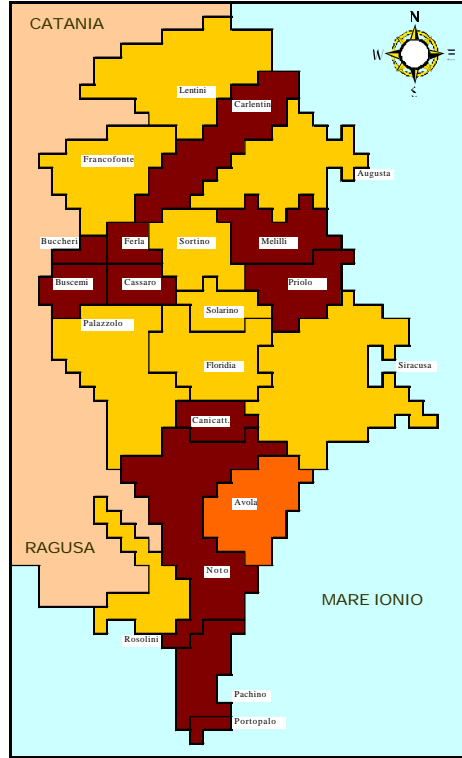 CATANIA
N
W E
S
Lentini
Carlentin
Francofonte
Augusta
Buccheri
Ferla
Sortino
Melilli
Buscemi
Cassaro
Priolo
Solarino
Palazzolo
Floridia
Siracusa
Canicatt.
Avola
RAGUSA
Noto
MARE IONIO
Rosolini
Pachino
Portopalo